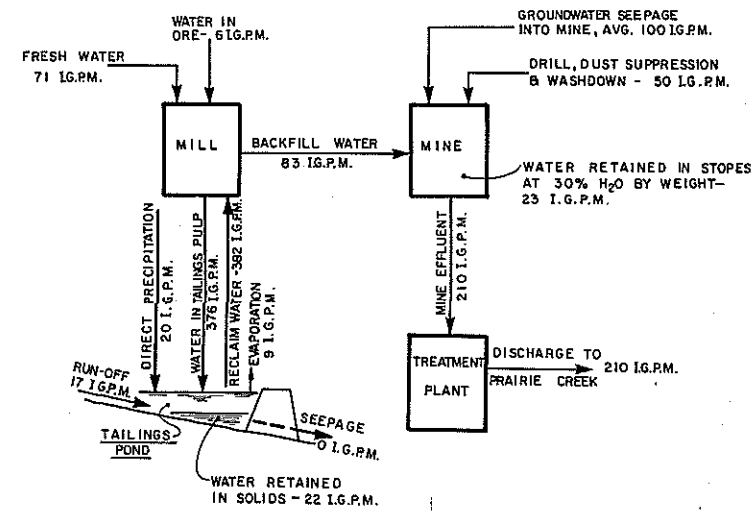 WATER IN
ORE-, 6 I.G.P.M.
FRESH WATER
71 I.G.P.M.
GROUNDWATER SEEPAGE
INTO MINE, AVG. 100 I.G.P.M.
DRILL, DUST SUPPRESSION
& WASHDOWN - 50 I.G.P.M.
MILL
BACKFILL WATER
83 I.G.P.M.
MINE
WATER RETAINED IN STOPES
AT 30% H2O BY WEIGHT-
23 I.G.P.M.
DIRECT PRECIPITATION
20 I.G.P.M.
WATER IN TAILINGS PULP
376 I.G.P.M.
RECLAIM WATER -382 I.G.P.M.
EVAPORATION
9 I.G.P.M.
MINE EFFLUENT
210 I.G.P.M.
TREATMENT
PLANT
DISCHARGE TO
PRAIRIE CREEK
210 I.G.P.M.
RUN-OFF
17 I.G.P.M.
TAILINGS
POND
SEEPAGE
0 I.G.P.M.
WATER RETAINED
IN SOLIDS - 22 I.G.P.M.